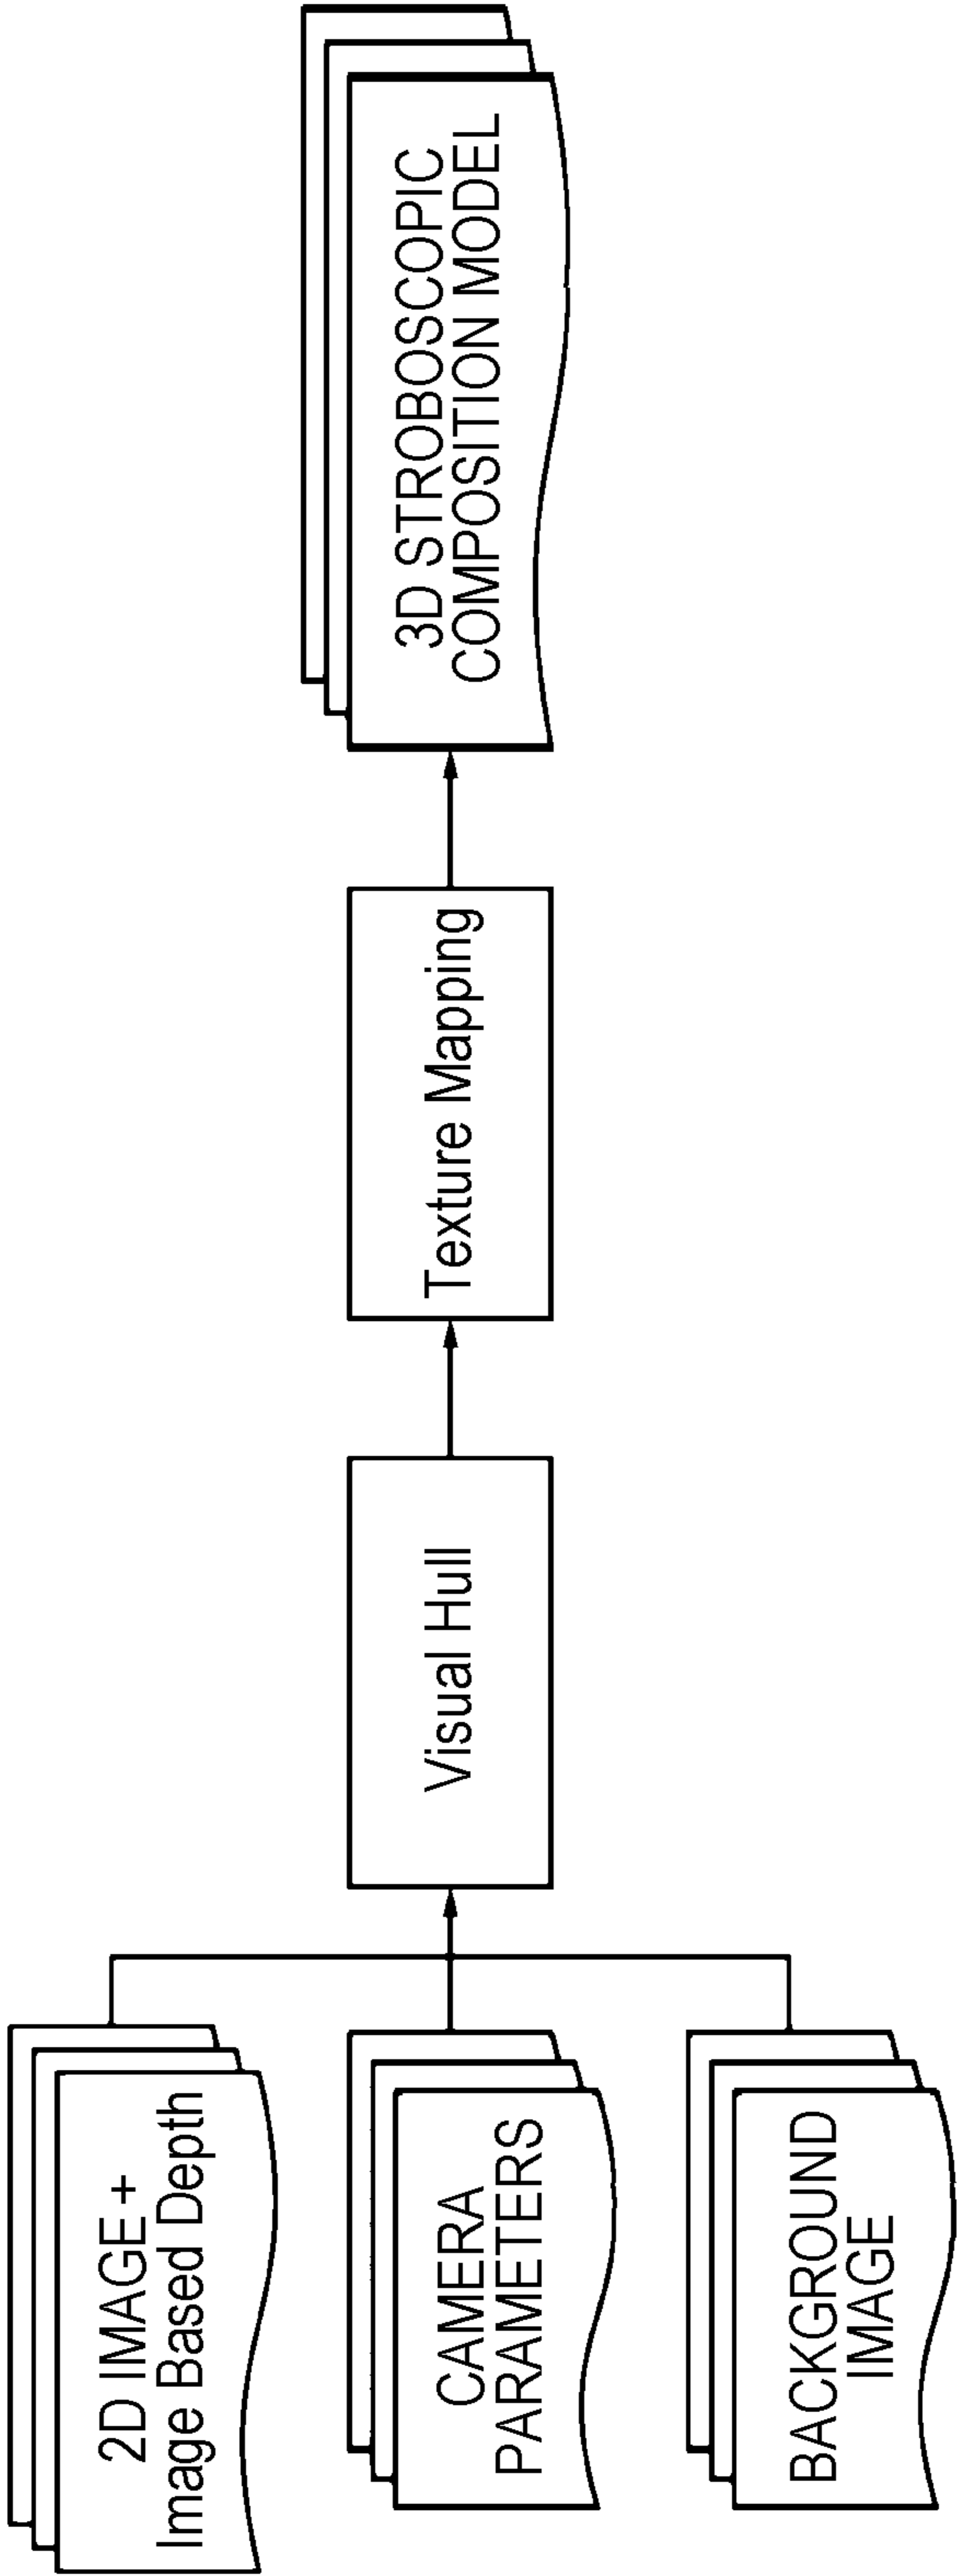 2D IMAGE +
Image Based Depth
CAMERA
PARAMETERS
BACKGROUND
IMAGE
Visual Hull
Texture Mapping
3D STROBOSCOPIC
COMPOSITION MODEL